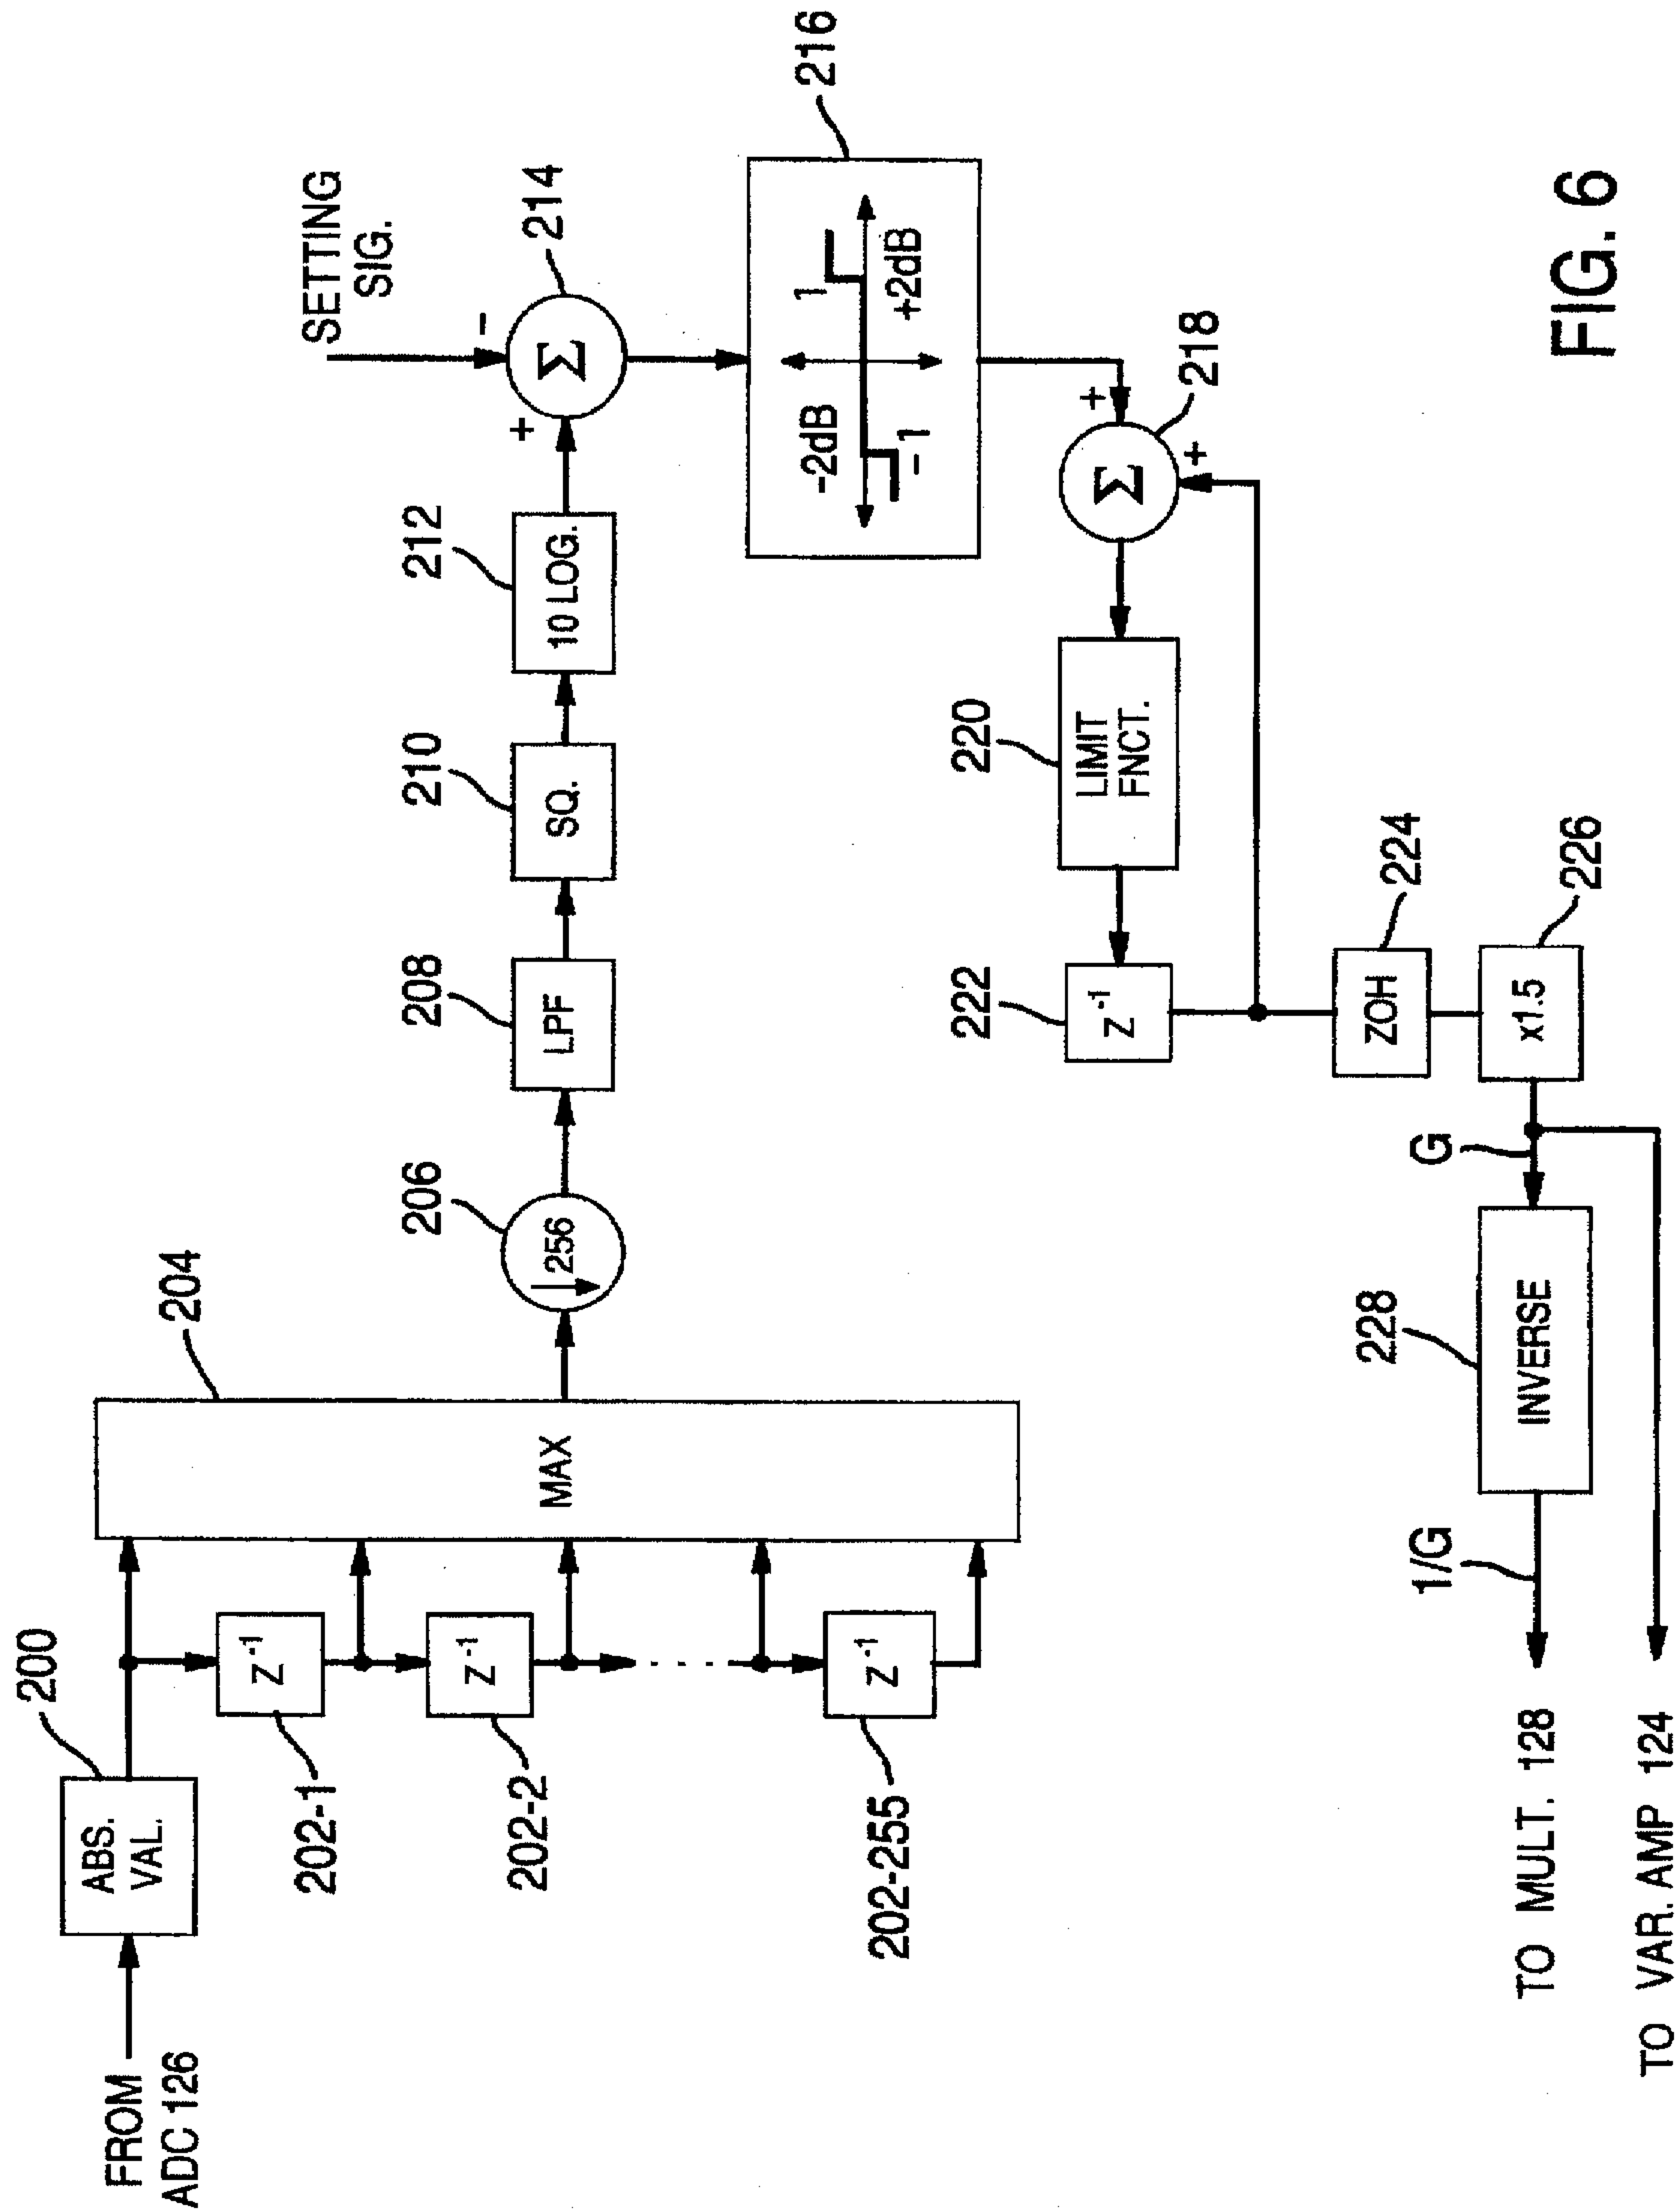 FROM
ADC 126
ABS.
VAL.
200
Z⁻¹
202-1
Z⁻¹
202-2
Z⁻¹
202-255
MAX
204
↓256
206
LPF
208
SQ.
210
10 LOG.
212
+
-
Σ
214
SETTING
SIG.
-2dB
1
-1
+2dB
216
+
+
Σ
218
LIMIT
FNCT.
220
Z⁻¹
222
ZOH
224
x1.5
226
G
INVERSE
228
1/G
TO MULT. 128
TO VAR. AMP 124
FIG. 6